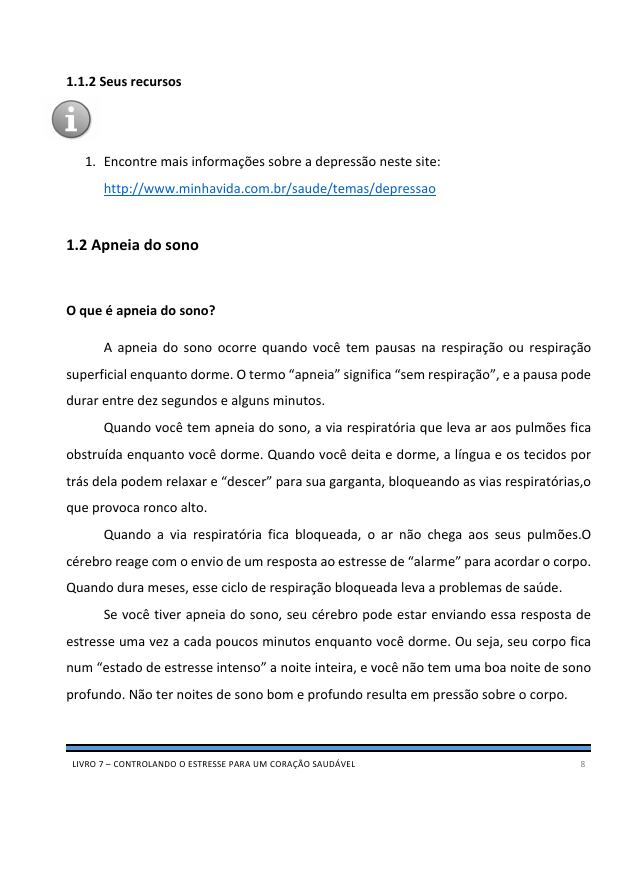 1.1.2 Seus recursos
i
1. Encontre mais informações sobre a depressão neste site:
http://www.minhavida.com.br/saude/temas/depressao
1.2 Apneia do sono
O que é apneia do sono?
A apneia do sono ocorre quando você tem pausas na respiração ou respiração
superficial enquanto dorme. O termo “apneia” significa “sem respiração”, e a pausa pode
durar entre dez segundos e alguns minutos.
Quando você tem apneia do sono, a via respiratória que leva ar aos pulmões fica
obstruída enquanto você dorme. Quando você deita e dorme, a língua e os tecidos por
trás dela podem relaxar e “descer” para sua garganta, bloqueando as vias respiratórias,o
que provoca ronco alto.
Quando a via respiratória fica bloqueada, o ar não chega aos seus pulmões.O
cérebro reage com o envio de um resposta ao estresse de “alarme” para acordar o corpo.
Quando dura meses, esse ciclo de respiração bloqueada leva a problemas de saúde.
Se você tiver apneia do sono, seu cérebro pode estar enviando essa resposta de
estresse uma vez a cada poucos minutos enquanto você dorme. Ou seja, seu corpo fica
num “estado de estresse intenso” a noite inteira, e você não tem uma boa noite de sono
profundo. Não ter noites de sono bom e profundo resulta em pressão sobre o corpo.
LIVRO 7 – CONTROLANDO O ESTRESSE PARA UM CORAÇÃO SAUDÁVEL 8